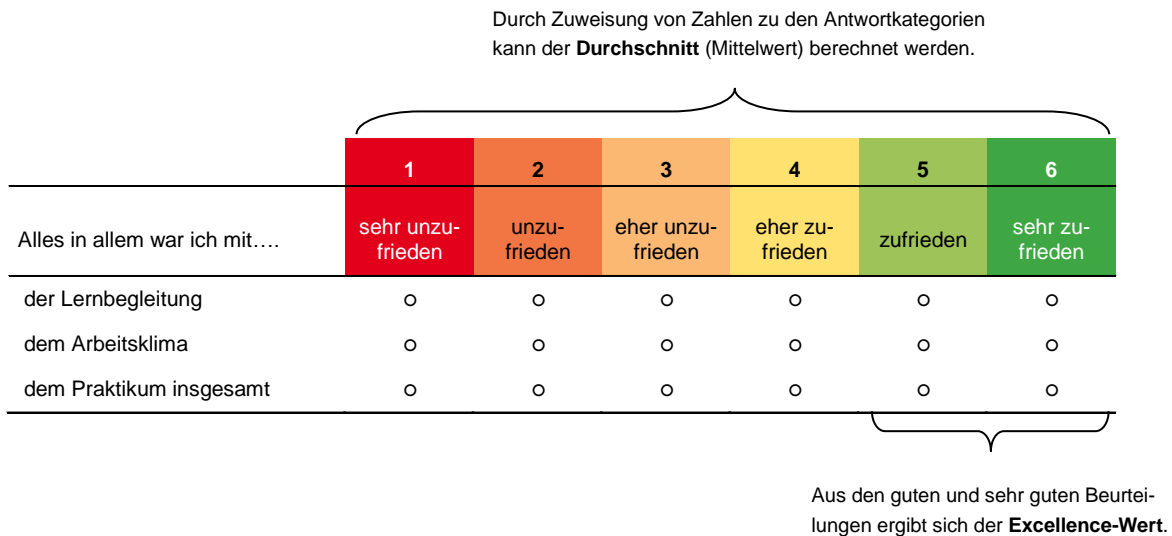 Durch Zuweisung von Zahlen zu den Antwortkategorien
kann der Durchschnitt (Mittelwert) berechnet werden.
1 2 3 4 5 6
Alles in allem war ich mit….
sehr unzu-
frieden
unzu-
frieden
eher unzu-
frieden
eher zu-
frieden
zufrieden
sehr zu-
frieden
der Lernbegleitung
dem Arbeitsklima
dem Praktikum insgesamt
Aus den guten und sehr guten Beurtei-
lungen ergibt sich der Excellence-Wert.